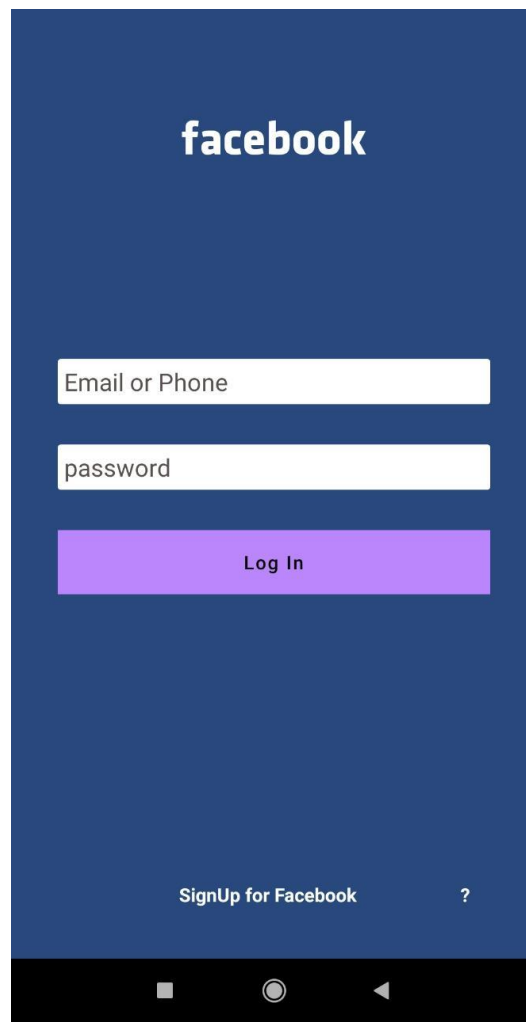 facebook
Email or Phone
password
Log In
SignUp for Facebook ?